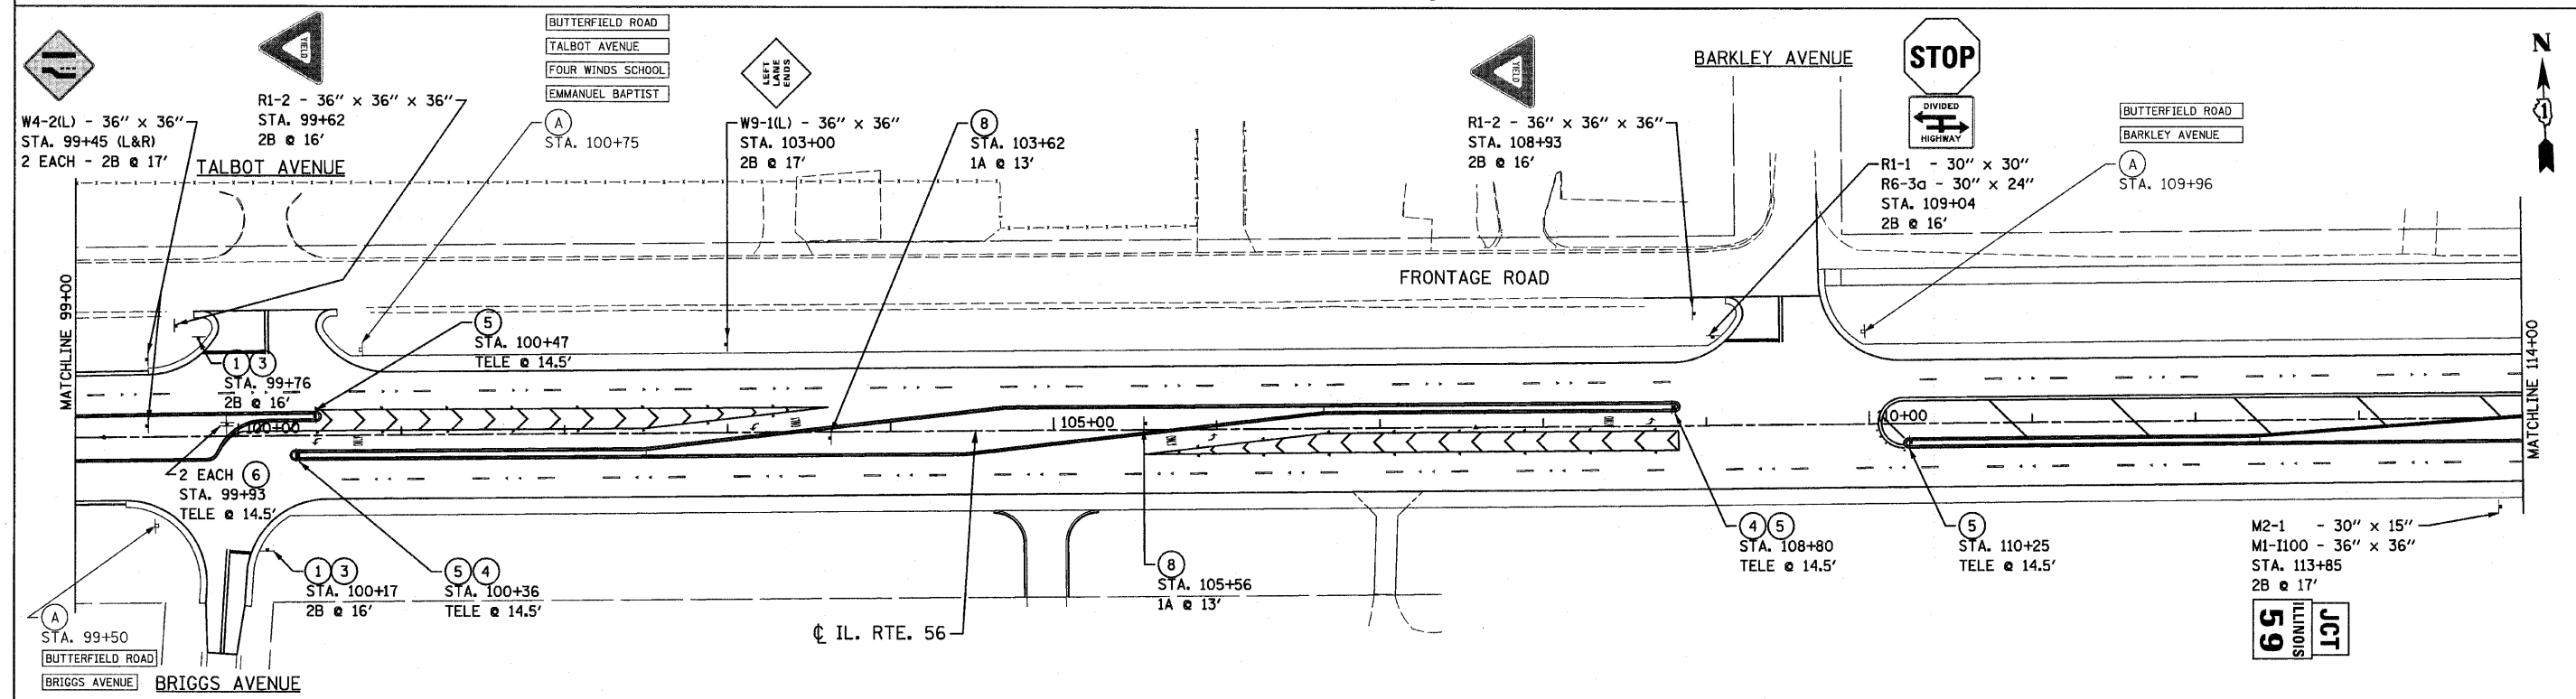 W4-2(L) - 36" x 36"
STA. 99+45 (L&R)
2 EACH - 2B @ 17'
TALBOT AVENUE
YIELD
R1-2 - 36" x 36" x 36"
STA. 99+62
2B @ 16'
BUTTERFIELD ROAD
TALBOT AVENUE
FOUR WINDS SCHOOL
EMMANUEL BAPTIST
A
STA. 100+75
LEFT
LANE
ENDS
W9-1(L) - 36" x 36"
STA. 103+00
2B @ 17'
8
STA. 103+62
1A @ 13'
YIELD
R1-2 - 36" x 36" x 36"
STA. 108+93
2B @ 16'
BARKLEY AVENUE
STOP
DIVIDED
HIGHWAY
R1-1 - 30" x 30"
R6-3a - 30" x 24"
STA. 109+04
2B @ 16'
BUTTERFIELD ROAD
BARKLEY AVENUE
A
STA. 109+96
N
1
FRONTAGE ROAD
MATCHLINE 99+00
MATCHLINE 114+00
1 3
STA. 99+76
2B @ 16'
5
STA. 100+47
TELE @ 14.5'
100+00
105+00
110+00
2 EACH 6
STA. 99+93
TELE @ 14.5'
1 3
STA. 100+17
2B @ 16'
5 4
STA. 100+36
TELE @ 14.5'
℄ IL. RTE. 56
8
STA. 105+56
1A @ 13'
4 5
STA. 108+80
TELE @ 14.5'
5
STA. 110+25
TELE @ 14.5'
M2-1 - 30" x 15"
M1-I100 - 36" x 36"
STA. 113+85
2B @ 17'
JCT
ILLINOIS
59
A
STA. 99+50
BUTTERFIELD ROAD
BRIGGS AVENUE
BRIGGS AVENUE